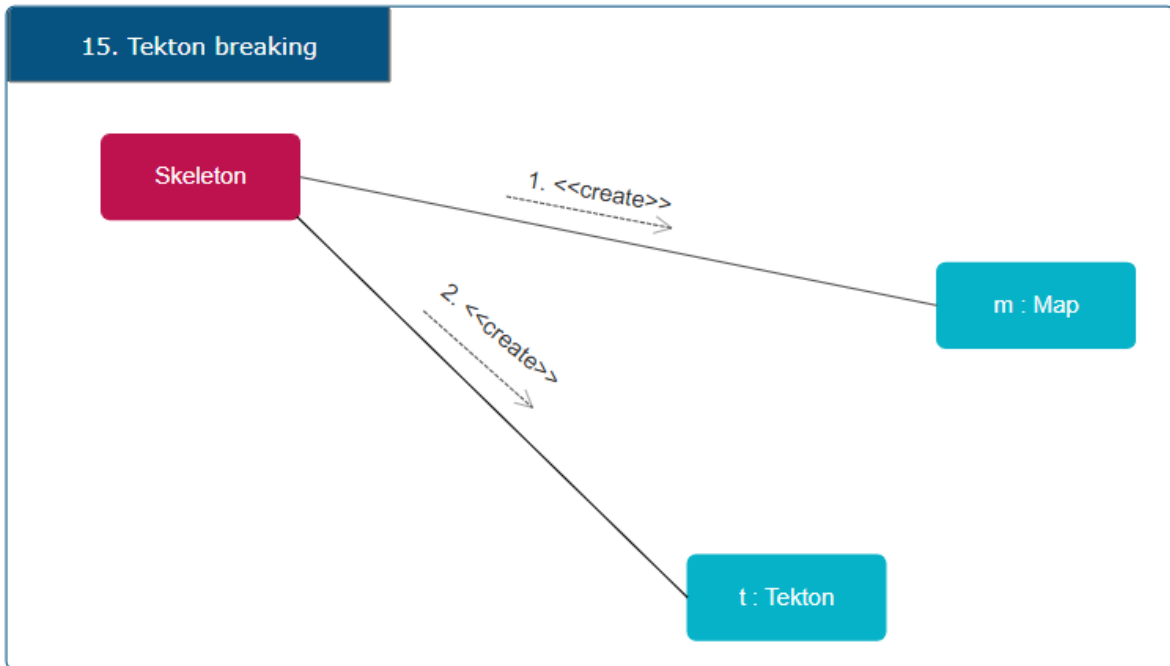 15. Tekton breaking
Skeleton
1. <<create>>
2. <<create>>
m : Map
t : Tekton